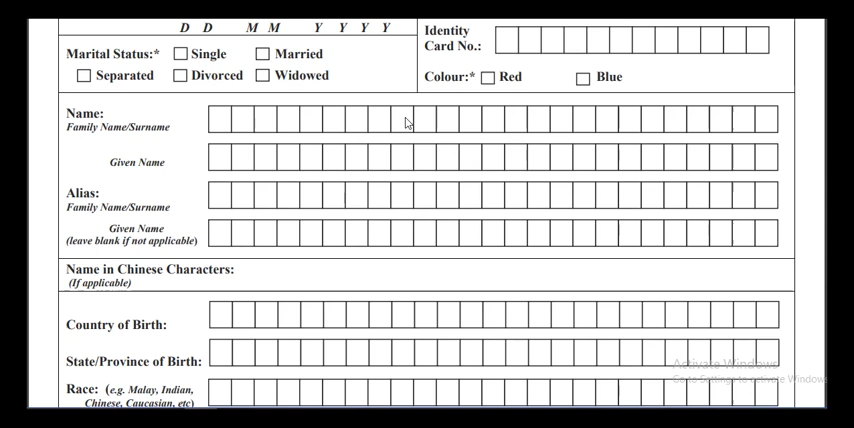 D D M M Y Y Y Y
Identity
Card No.:
Marital Status:* Single Married
Separated Divorced Widowed
Colour:* Red Blue
Name:
Family Name/Surname
Given Name
Alias:
Family Name/Surname
Given Name
(leave blank if not applicable)
Name in Chinese Characters:
(If applicable)
Country of Birth:
State/Province of Birth:
Race: (e.g. Malay, Indian,
Chinese, Caucasian, etc)
Activate Windows
Go to Settings to activate Windows